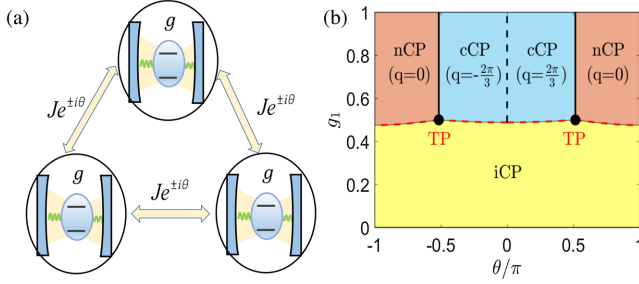 (a)
g
Je^{±iθ}
Je^{±iθ}
g
Je^{±iθ}
g
(b)
1
0.8
0.6
0.4
0.2
0
g₁
nCP
(q=0)
cCP
(q=-2π/3)
cCP
(q=2π/3)
nCP
(q=0)
TP
TP
iCP
-1
-0.5
0
0.5
1
θ/π